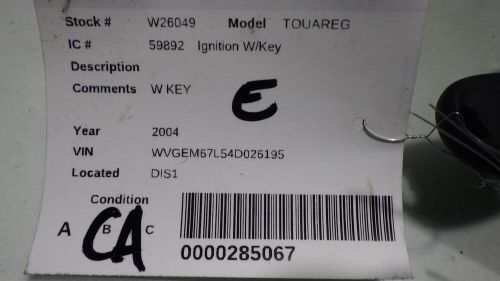 Stock # W26049 Model TOUAREG
IC # 59892 Ignition W/Key
Description
Comments W KEY
E
Year 2004
VIN WVGEM67L54D026195
Located DIS1
Condition
A B C
CA
0000285067